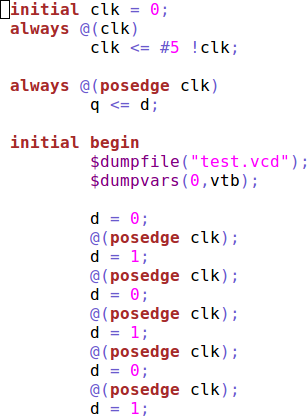 initial clk = 0;
always @(clk)
        clk <= #5 !clk;

always @(posedge clk)
        q <= d;

initial begin
        $dumpfile("test.vcd");
        $dumpvars(0,vtb);

        d = 0;
        @(posedge clk);
        d = 1;
        @(posedge clk);
        d = 0;
        @(posedge clk);
        d = 1;
        @(posedge clk);
        d = 0;
        @(posedge clk);
        d = 1;